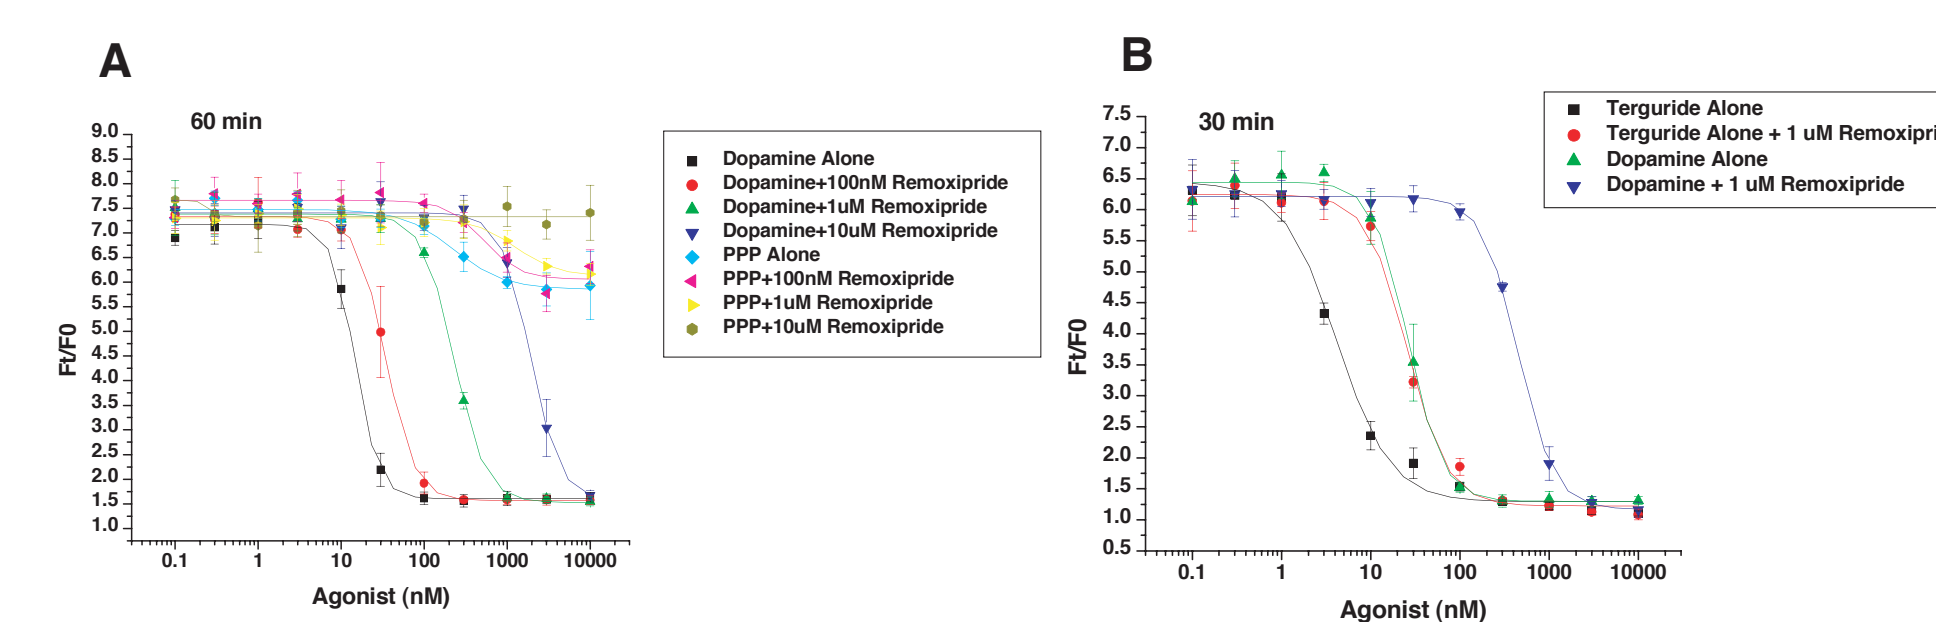 A
60 min
9.0
8.5
8.0
7.5
7.0
6.5
6.0
5.5
5.0
4.5
4.0
3.5
3.0
2.5
2.0
1.5
1.0
Ft/F0
0.1 1 10 100 1000 10000
Agonist (nM)
Dopamine Alone
Dopamine+100nM Remoxipride
Dopamine+1uM Remoxipride
Dopamine+10uM Remoxipride
PPP Alone
PPP+100nM Remoxipride
PPP+1uM Remoxipride
PPP+10uM Remoxipride
B
30 min
7.5
7.0
6.5
6.0
5.5
5.0
4.5
4.0
3.5
3.0
2.5
2.0
1.5
1.0
0.5
Ft/F0
0.1 1 10 100 1000 10000
Agonist (nM)
Terguride Alone
Terguride Alone + 1 uM
Dopamine Alone
Dopamine + 1 uM Remoxipride